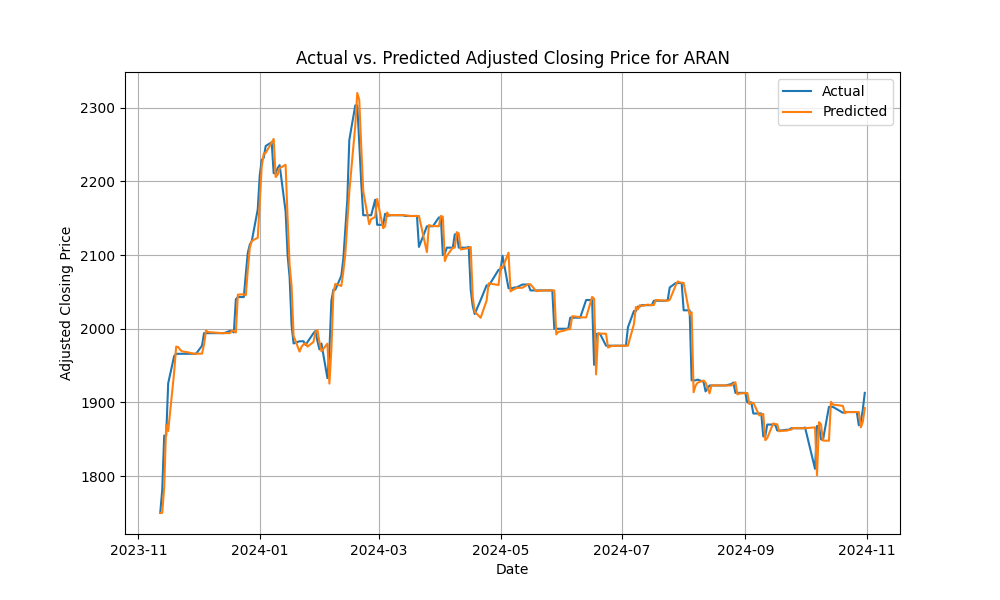 Actual vs. Predicted Adjusted Closing Price for ARAN
Actual
Predicted
Adjusted Closing Price
2300
2200
2100
2000
1900
1800
2023-11
2024-01
2024-03
2024-05
2024-07
2024-09
2024-11
Date